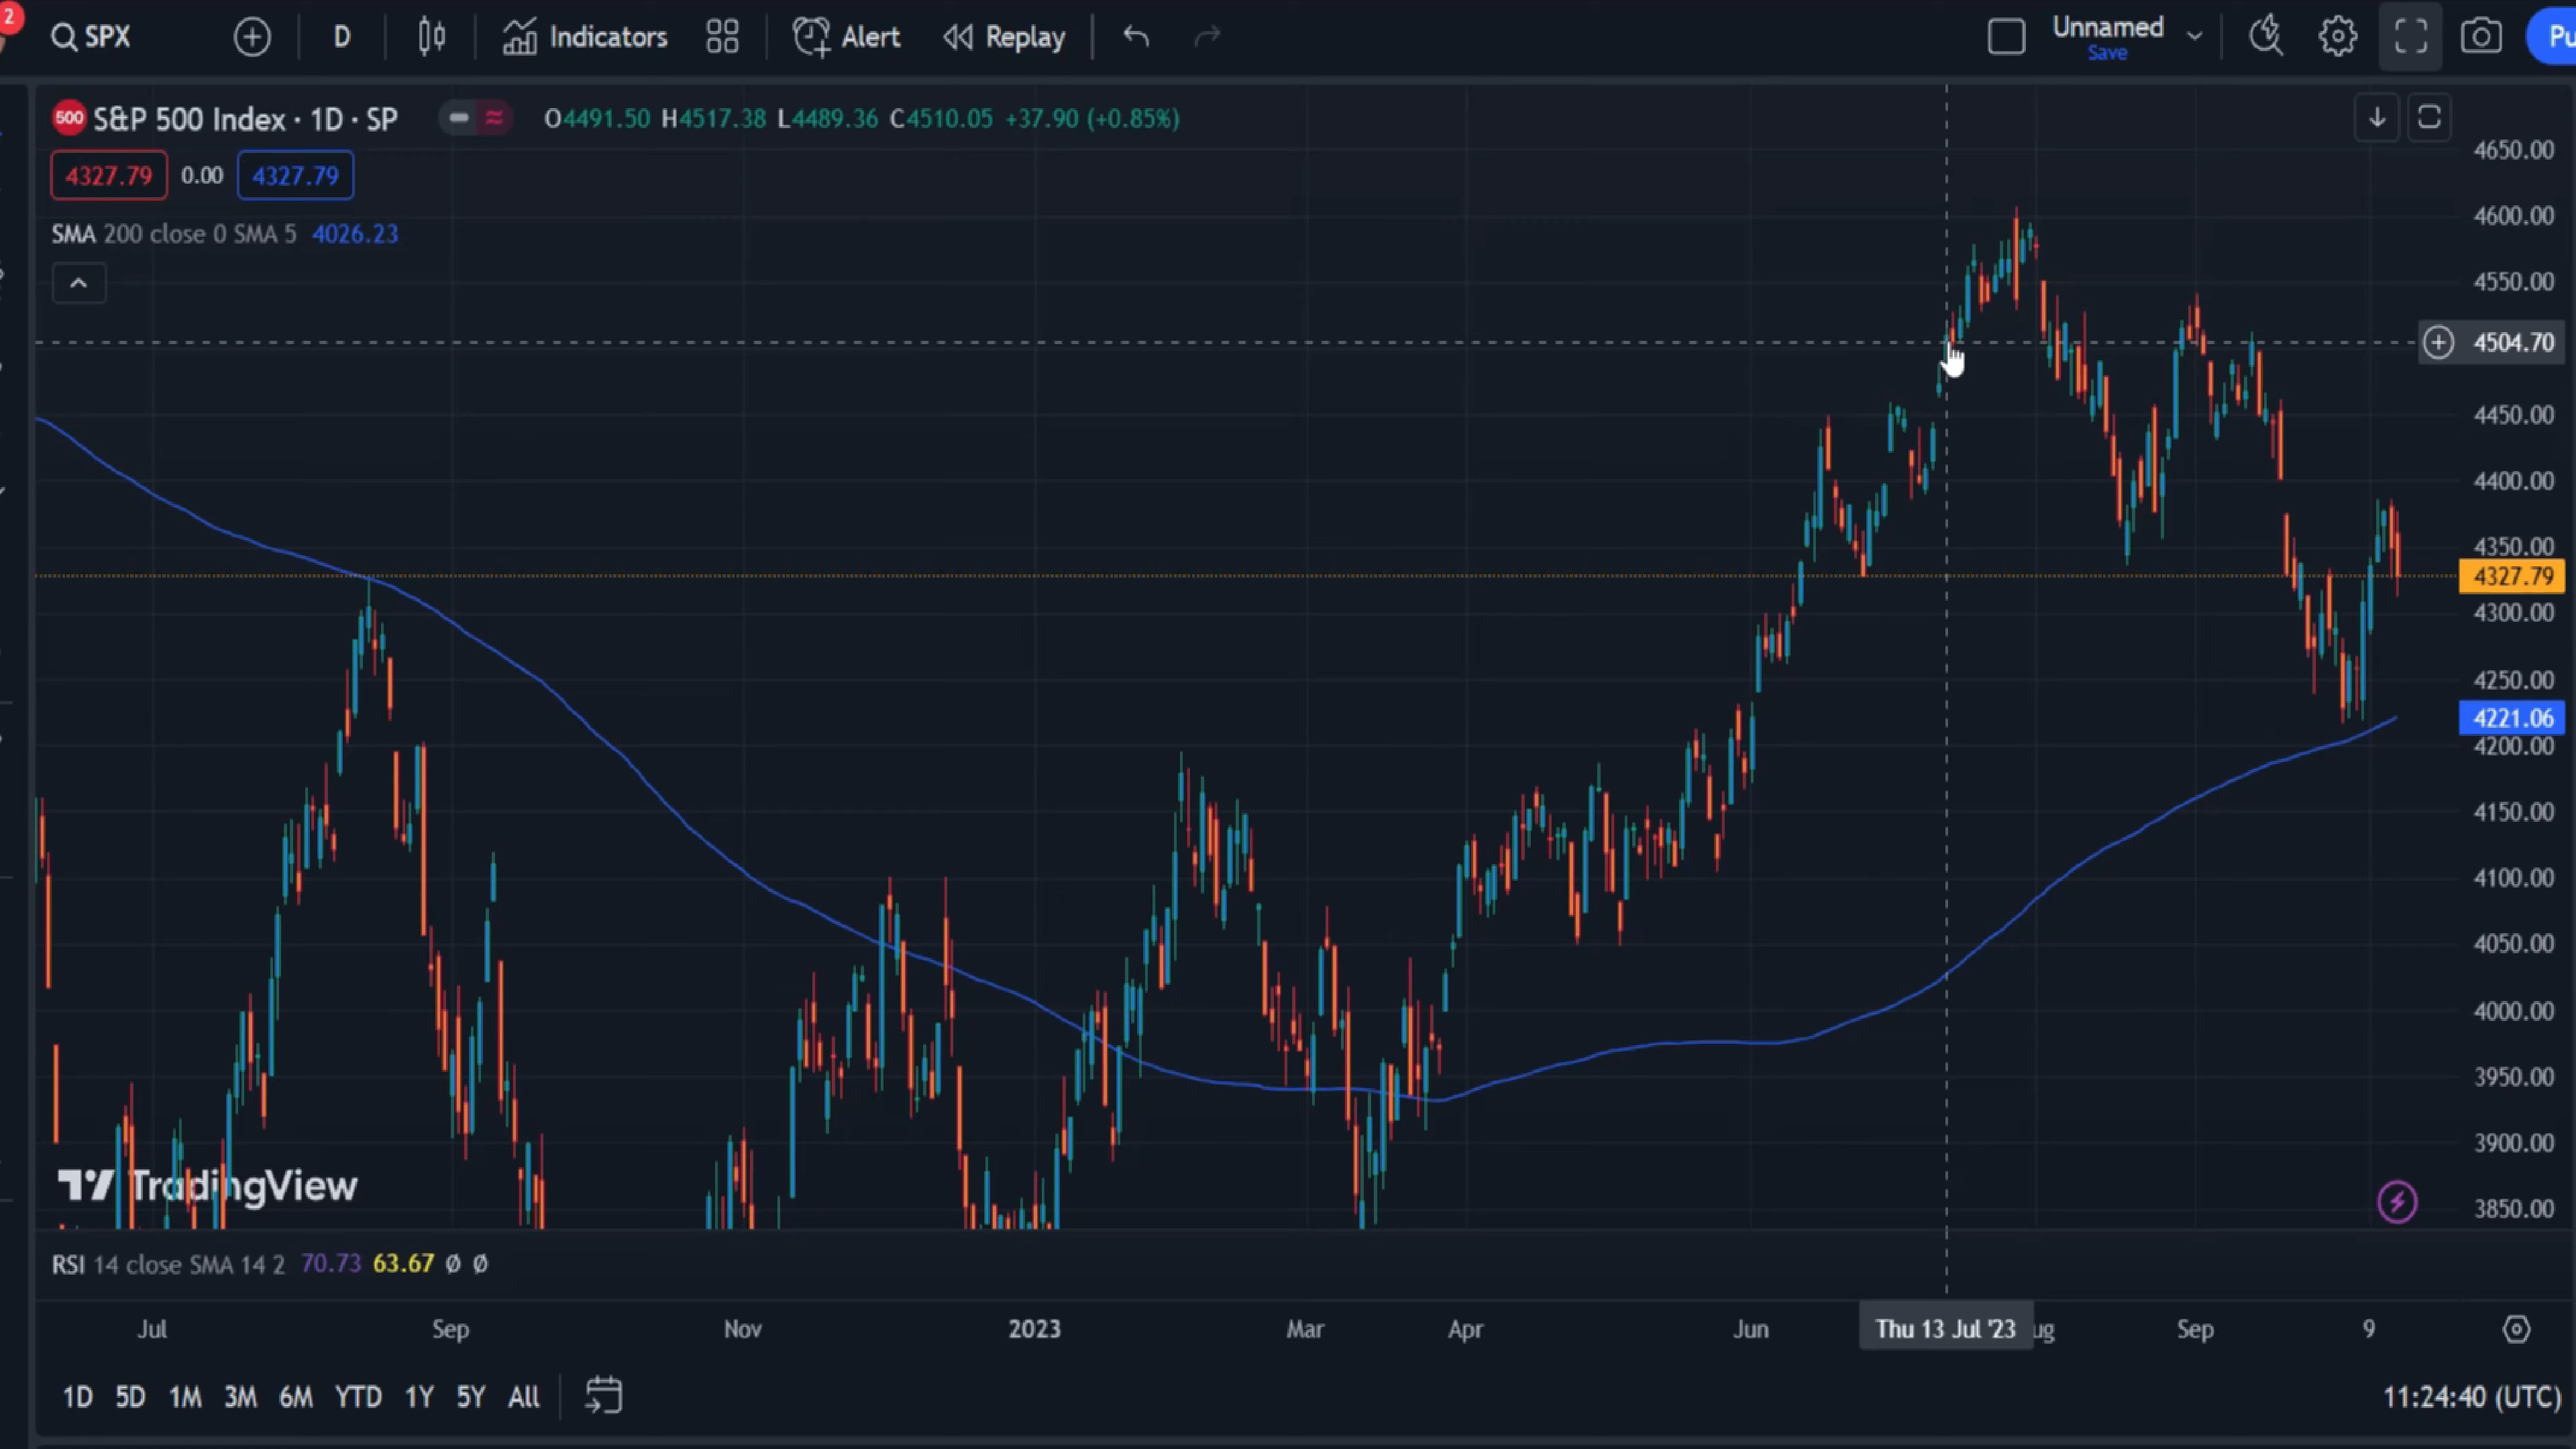 2
SPX D Indicators Alert Replay Unnamed Save Pu
500 S&P 500 Index · 1D · SP O4491.50 H4517.38 L4489.36 C4510.05 +37.90 (+0.85%)
4327.79 0.00 4327.79
SMA 200 close 0 SMA 5 4026.23
4650.00
4600.00
4550.00
4504.70
4450.00
4400.00
4350.00
4327.79
4300.00
4250.00
4221.06
4200.00
4150.00
4100.00
4050.00
4000.00
3950.00
3900.00
3850.00
TradingView
RSI 14 close SMA 14 2 70.73 63.67 Ø Ø
Jul Sep Nov 2023 Mar Apr Jun Thu 13 Jul '23 ug Sep 9
1D 5D 1M 3M 6M YTD 1Y 5Y All 11:24:40 (UTC)